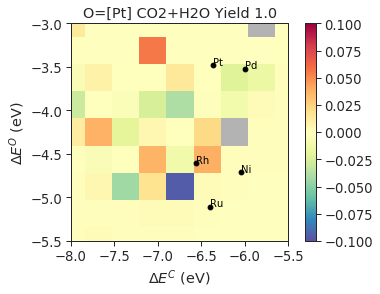 O=[Pt] CO2+H2O Yield 1.0
ΔE^O (eV)
−3.0
−3.5
−4.0
−4.5
−5.0
−5.5
Pt
Pd
Rh
Ni
Ru
−8.0 −7.5 −7.0 −6.5 −6.0 −5.5
ΔE^C (eV)
0.100
0.075
0.050
0.025
0.000
−0.025
−0.050
−0.075
−0.100